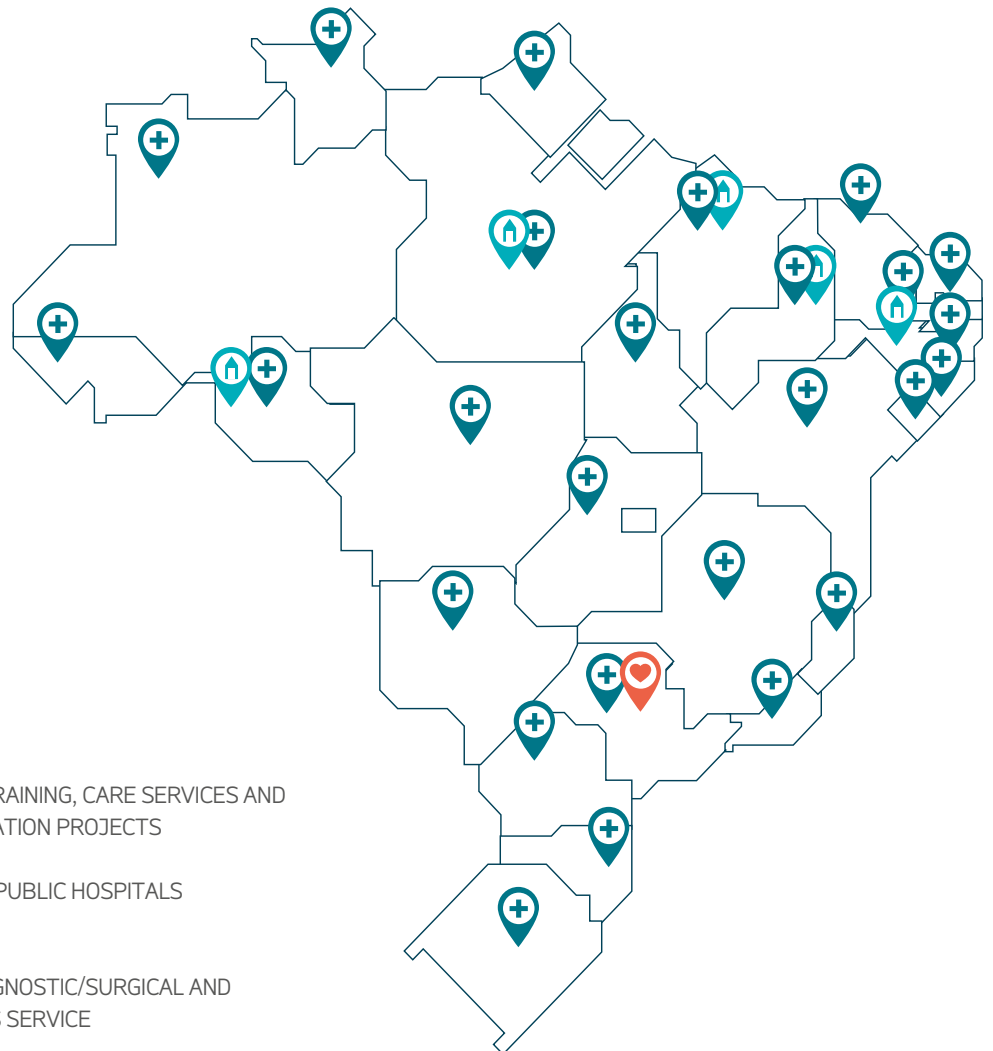 RAINING, CARE SERVICES AND
ATION PROJECTS
PUBLIC HOSPITALS
GNOSTIC/SURGICAL AND
S SERVICE